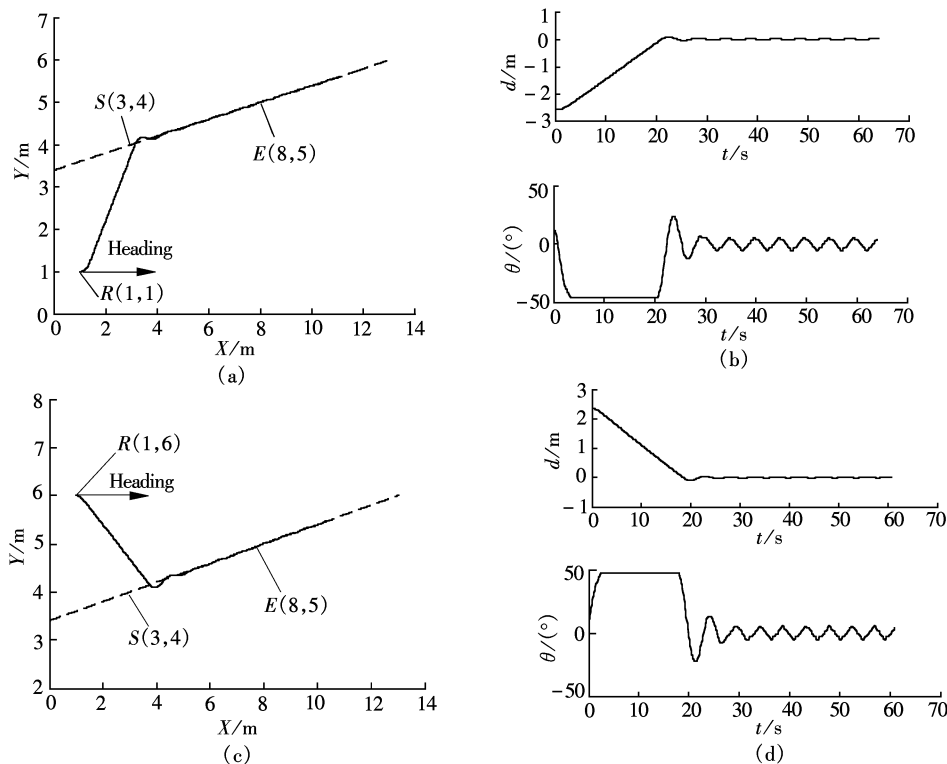 7
6
5
4
3
2
1
0
Y/m
S(3,4)
E(8,5)
Heading
R(1,1)
0 2 4 6 8 10 12 14
X/m
(a)
1
0
−1
−2
−3
d/m
0 10 20 30 40 50 60 70
t/s
50
0
−50
θ/(°)
0 10 20 30 40 50 60 70
t/s
(b)
8
7
6
5
4
3
2
Y/m
R(1,6)
Heading
S(3,4)
E(8,5)
0 2 4 6 8 10 12 14
X/m
(c)
3
2
1
0
−1
d/m
0 10 20 30 40 50 60 70
t/s
50
0
−50
θ/(°)
0 10 20 30 40 50 60 70
t/s
(d)